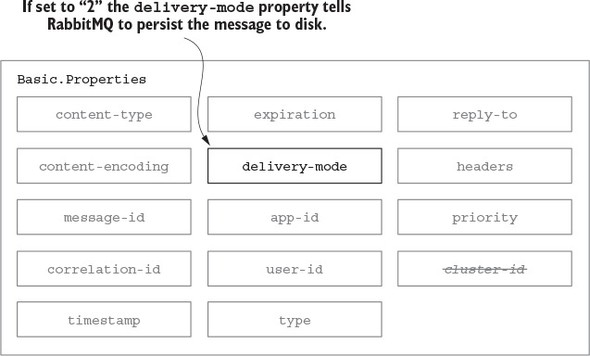 If set to “2” the delivery-mode property tells
RabbitMQ to persist the message to disk.
Basic.Properties
content-type expiration reply-to
content-encoding delivery-mode headers
message-id app-id priority
correlation-id user-id cluster-id
timestamp type